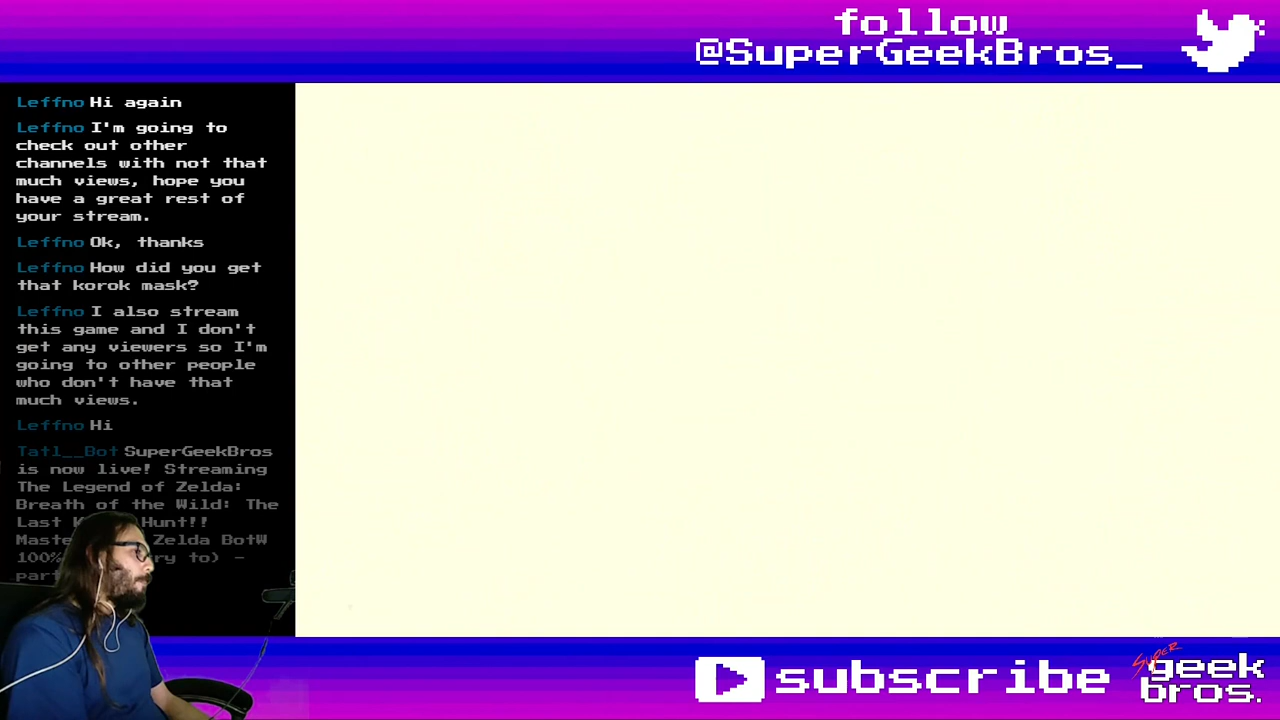 follow
@SuperGeekBros_
Leffno Hi again
Leffno I'm going to
check out other
channels with not that
much views, hope you
have a great rest of
your stream.
Leffno Ok, thanks
Leffno How did you get
that korok mask?
Leffno I also stream
this game and I don't
get any viewers so I'm
going to other people
who don't have that
much views.
Leffno Hi
Tatl__Bot SuperGeekBros
is now live! Streaming
The Legend of Zelda:
Breath of the Wild: The
Last Hunt!!
Zelda BotW
100% to) -
subscribe
super
geek
bros.